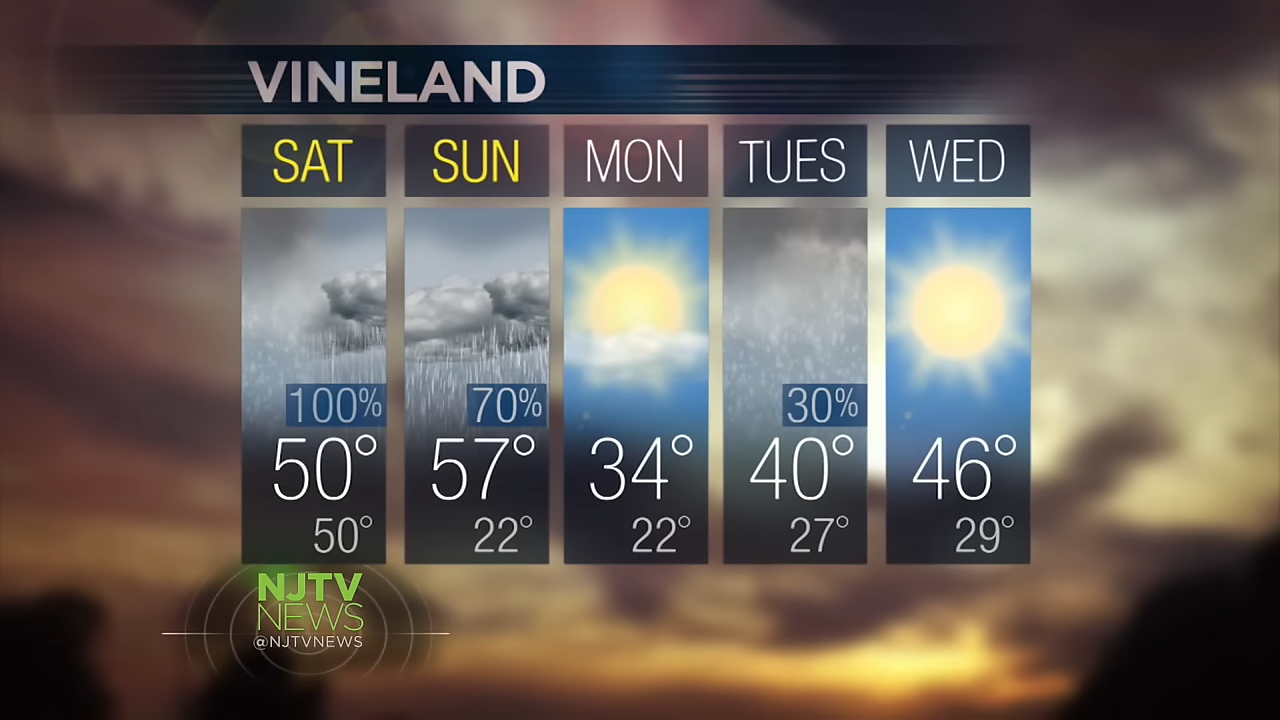 VINELAND
SAT SUN MON TUES WED
100% 70% 30%
50° 57° 34° 40° 46°
50° 22° 22° 27° 29°
NJTV
NEWS
@NJTVNEWS